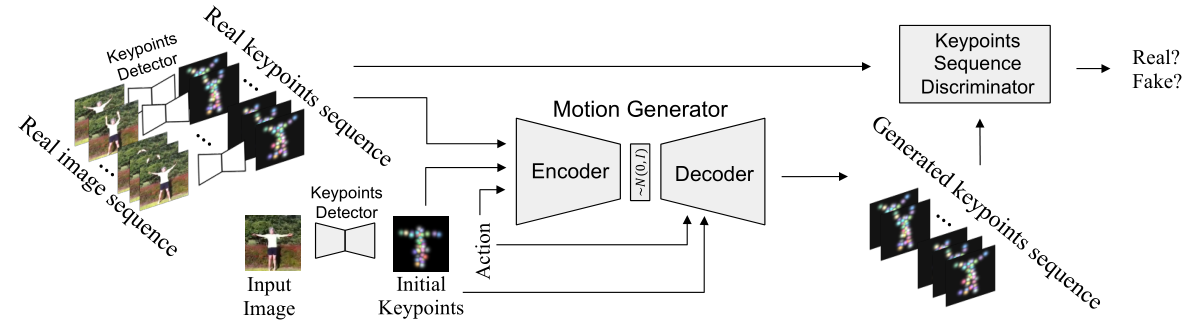 Keypoints
Detector
Real keypoints sequence
Real image sequence
...
...
...
Keypoints
Detector
Input
Image
Initial
Keypoints
Action
Motion Generator
Encoder
~N(0, I)
Decoder
Generated keypoints sequence
...
Keypoints
Sequence
Discriminator
Real?
Fake?